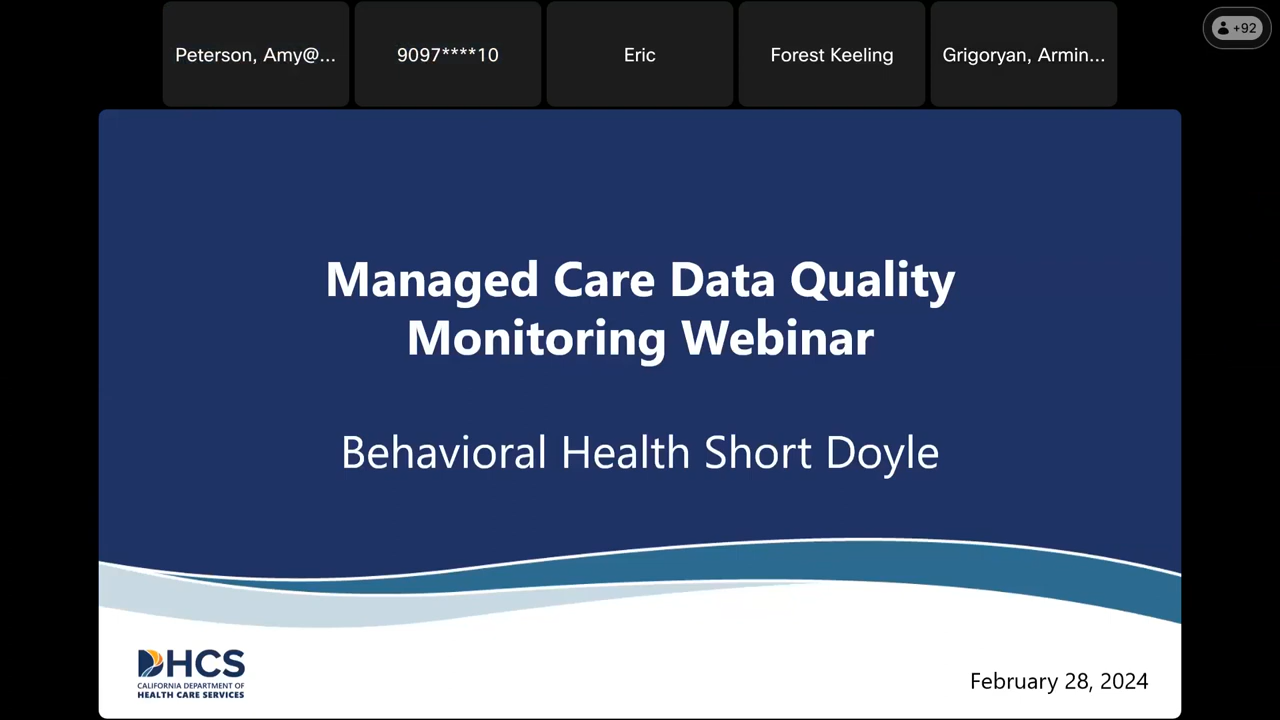 Peterson, Amy@...
9097****10
Eric
Forest Keeling
Grigoryan, Armin...
+92
Managed Care Data Quality
Monitoring Webinar
Behavioral Health Short Doyle
DHCS
CALIFORNIA DEPARTMENT OF
HEALTH CARE SERVICES
February 28, 2024